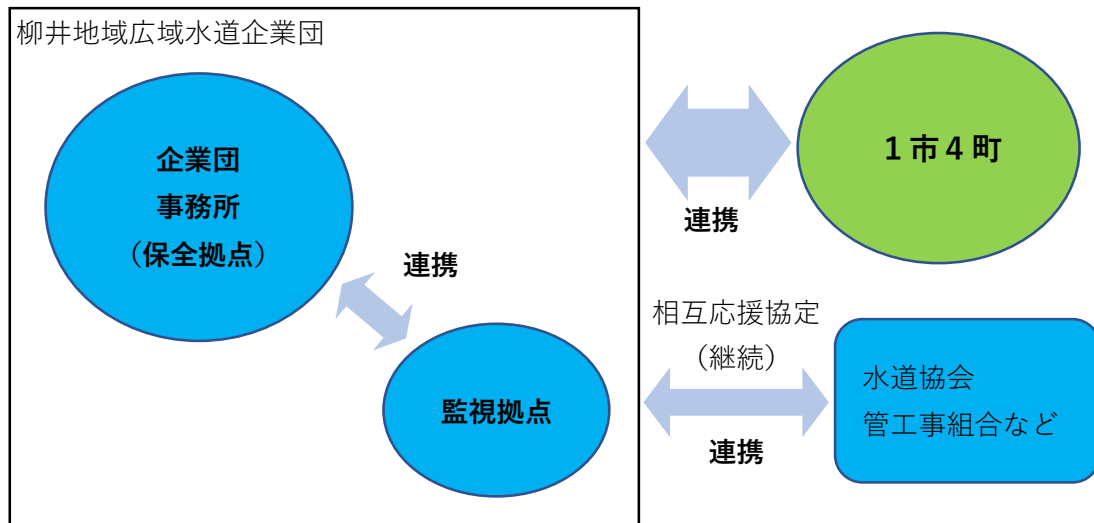 柳井地域広域水道企業団
企業団
事務所
（保全拠点）
連携
監視拠点
１市４町
連携
相互応援協定
（継続）
連携
水道協会
管工事組合など